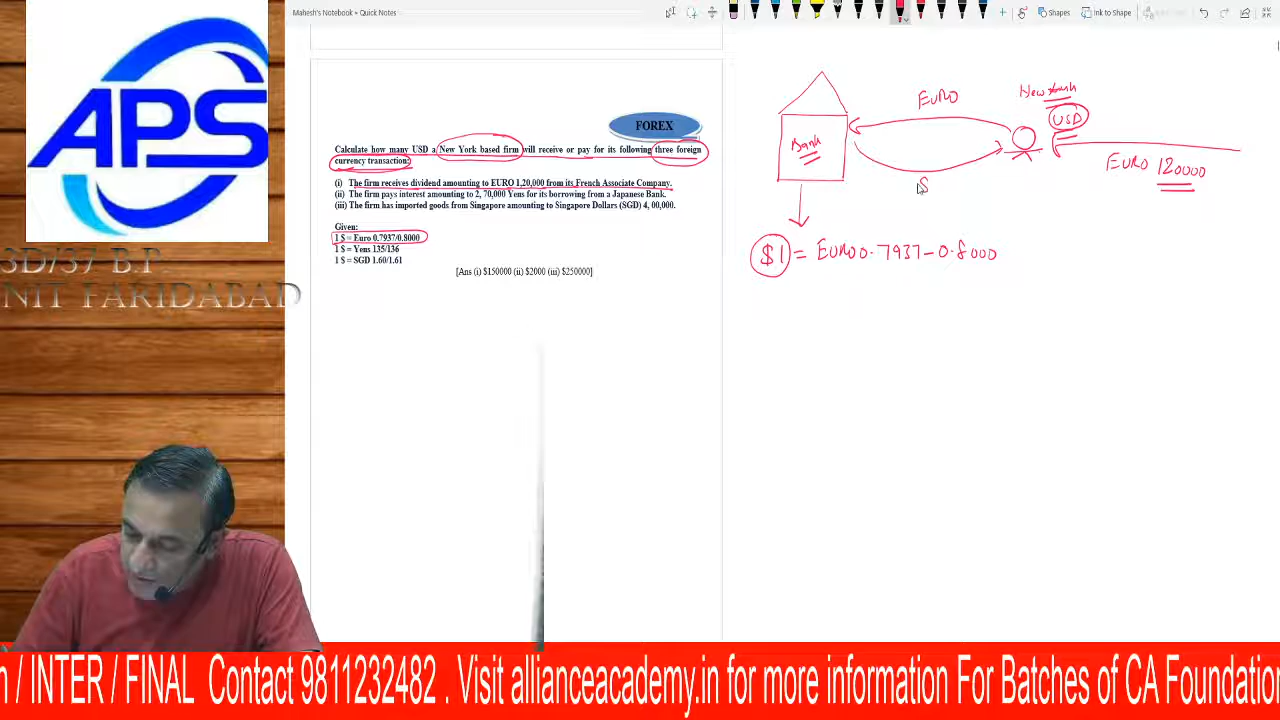 Mahesh's Notebook » Quick Notes
Shapes
Ink to Shape
APS
3D/37 B.P.
NIT FARIDABAD
FOREX
Calculate how many USD a New York based firm will receive or pay for its following three foreign
currency transaction:
(i) The firm receives dividend amounting to EURO 1,20,000 from its French Associate Company.
(ii) The firm pays interest amounting to 2, 70,000 Yens for its borrowing from a Japanese Bank.
(iii) The firm has imported goods from Singapore amounting to Singapore Dollars (SGD) 4, 00,000.
Given:
1 $ = Euro 0.7937/0.8000
1 $ = Yens 135/136
1 $ = SGD 1.60/1.61
[Ans (i) $150000 (ii) $2000 (iii) $250000]
Bank
EURO
$
New
USD
EURO 120000
$1 = EURO 0.7937 – 0.8000
/ INTER / FINAL Contact 9811232482 . Visit allianceacademy.in for more information For Batches of CA Foundation